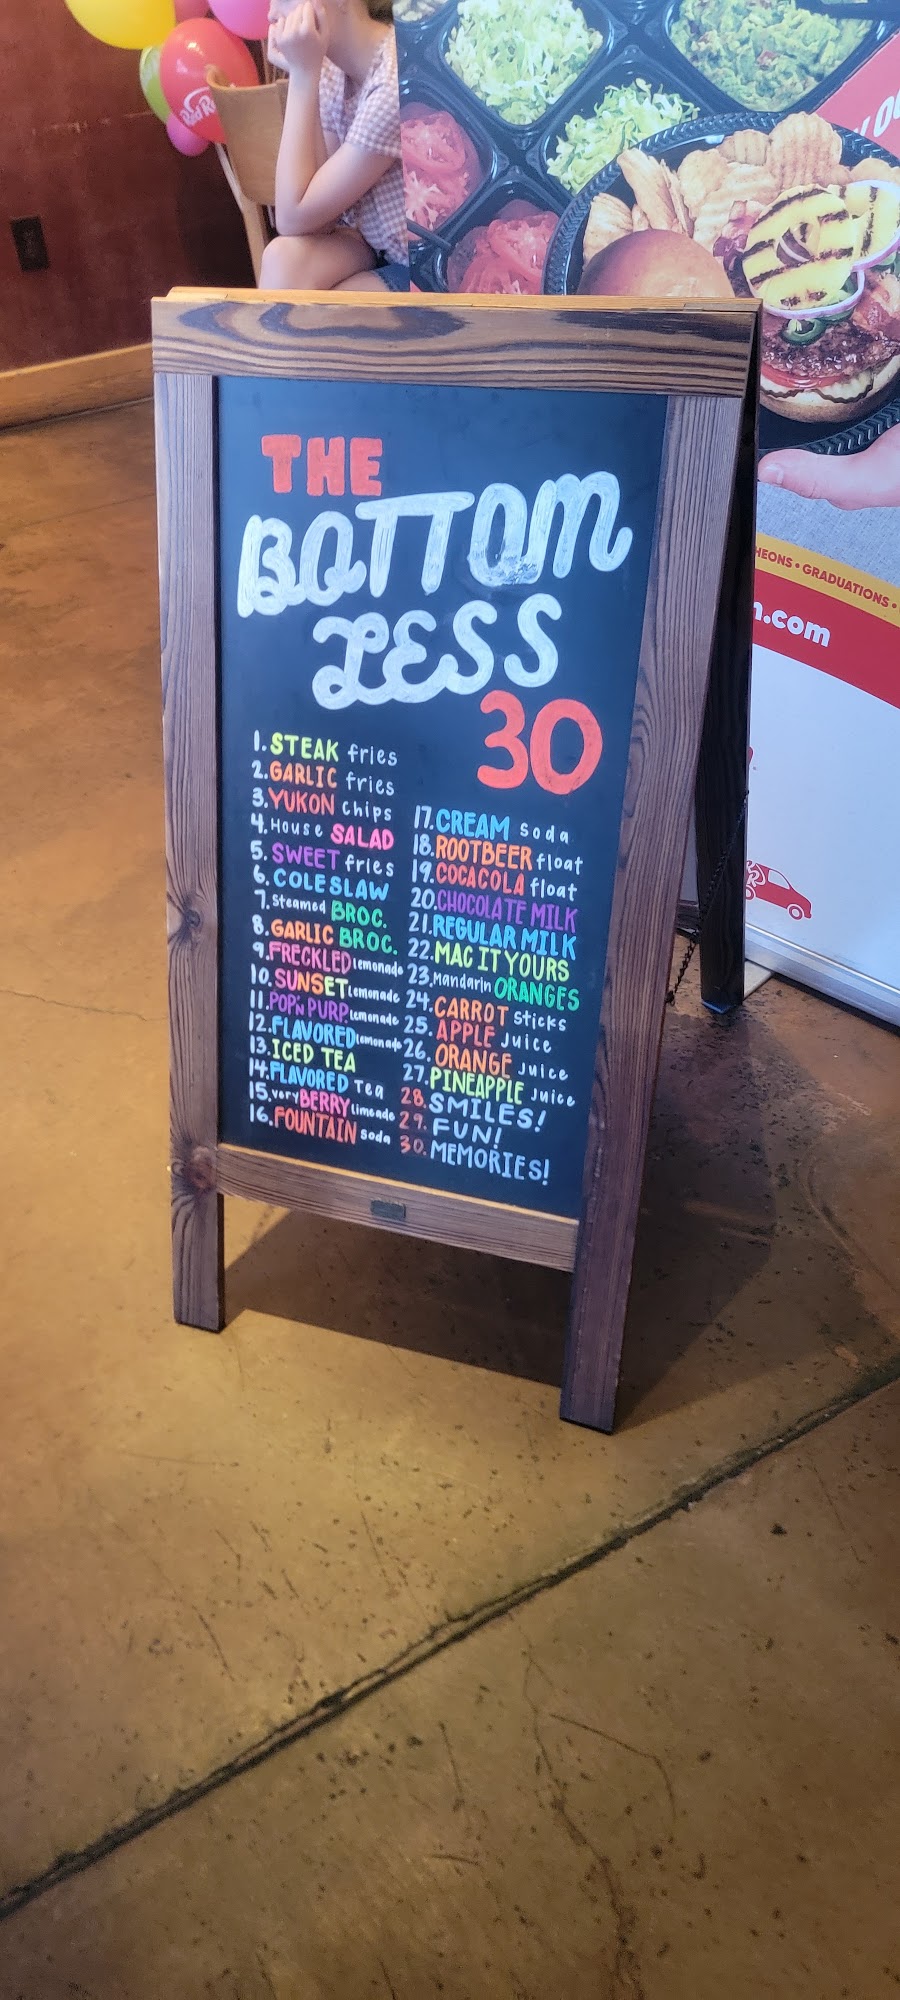 THE
BOTTOM
LESS
30
1. STEAK fries
2. GARLIC fries
3. YUKON chips
4. House SALAD
5. SWEET fries
6. COLESLAW
7. Steamed BROC.
8. GARLIC BROC.
9. FRECKLED lemonade
10. SUNSET lemonade
11. POP'n PURP. lemonade
12. FLAVORED lemonade
13. ICED TEA
14. FLAVORED Tea
15. very BERRY limeade
16. FOUNTAIN soda
17. CREAM soda
18. ROOTBEER float
19. COCACOLA float
20. CHOCOLATE MILK
21. REGULAR MILK
22. MAC IT YOURS
23. Mandarin ORANGES
24. CARROT sticks
25. APPLE Juice
26. ORANGE Juice
27. PINEAPPLE Juice
28. SMILES!
29. FUN!
30. MEMORIES!
HEONS • GRADUATIONS •
.com